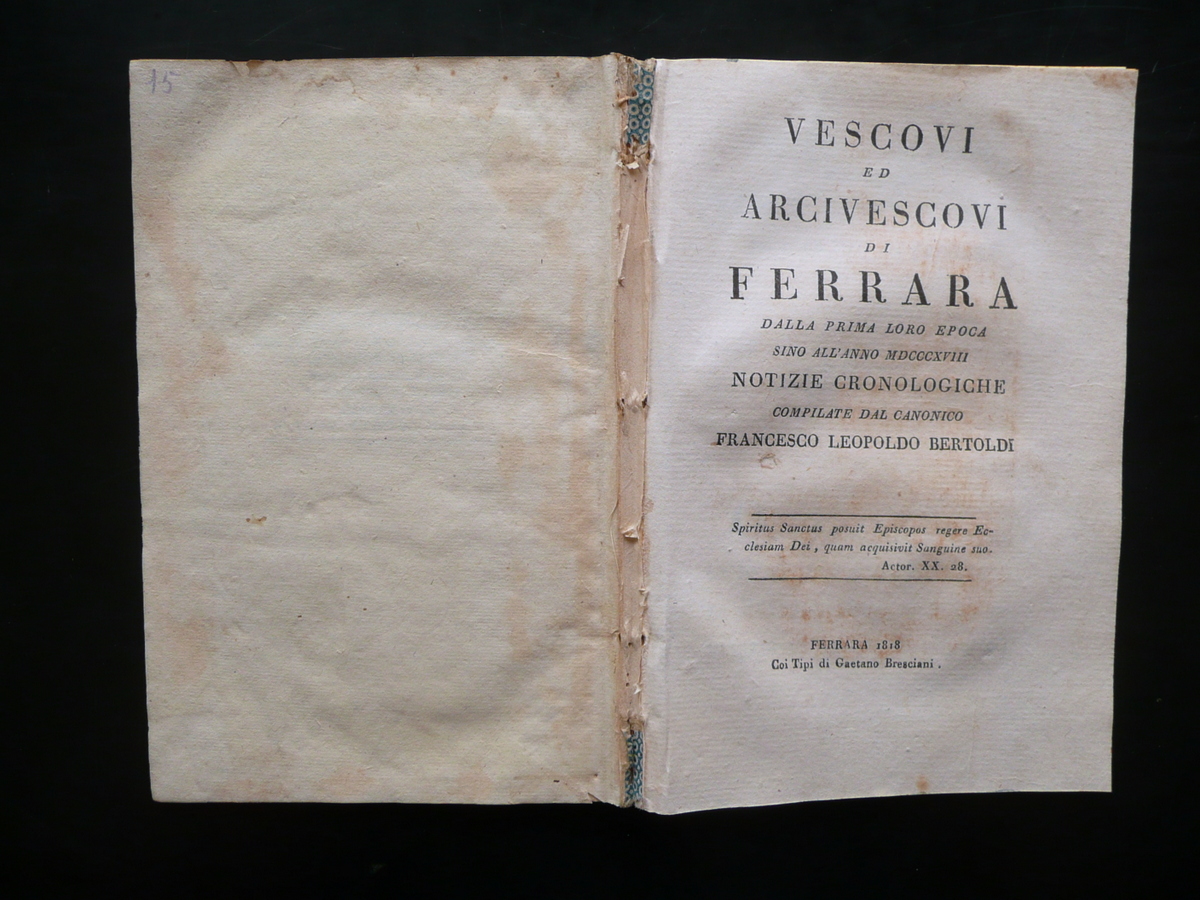 15
VESCOVI
ED
ARCIVESCOVI
DI
FERRARA
DALLA PRIMA LORO EPOCA
SINO ALL'ANNO MDCCCXVIII
NOTIZIE CRONOLOGICHE
COMPILATE DAL CANONICO
FRANCESCO LEOPOLDO BERTOLDI
Spiritus Sanctus posuit Episcopos regere Ec-
clesiam Dei, quam acquisivit Sanguine suo.
Actor. XX. 28.
FERRARA 1818
Coi Tipi di Gaetano Bresciani.